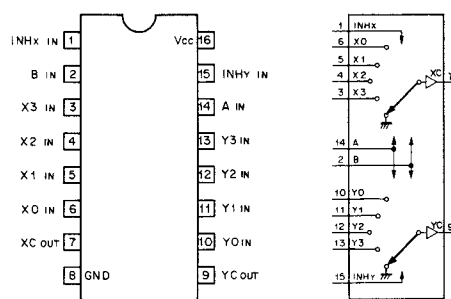 INHX IN 1
B IN 2
X3 IN 3
X2 IN 4
X1 IN 5
X0 IN 6
XC OUT 7
8 GND
Vcc 16
15 INHY IN
14 A IN
13 Y3 IN
12 Y2 IN
11 Y1 IN
10 Y0 IN
9 YC OUT
1 INHX
6 X0
5 X1
4 X2
3 X3
XC
14 A
2 B
10 Y0
11 Y1
12 Y2
13 Y3
YC 9
15 INHY